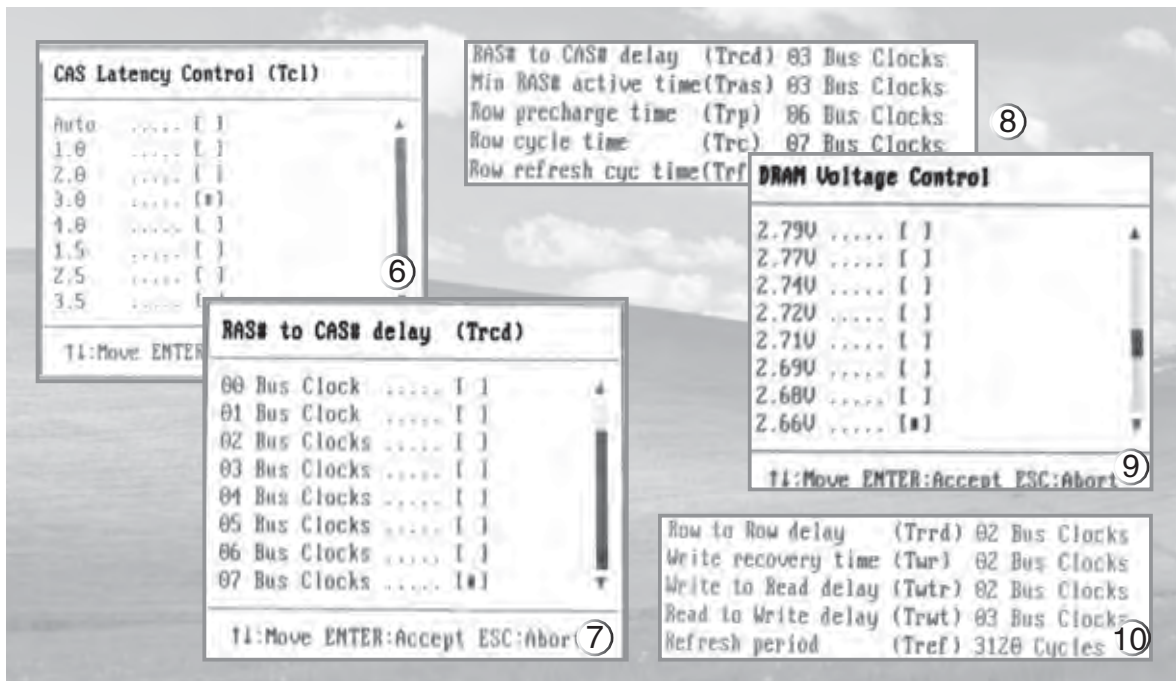 CAS Latency Control (Tcl)
Auto ..... [ ]
1.0 ..... [ ]
2.0 ..... [ ]
3.0 ..... [▪]
4.0 ..... [ ]
1.5 ..... [ ]
2.5 ..... [ ]
3.5 ..... [
↑↓:Move ENTER
6
RAS# to CAS# delay (Trcd)
00 Bus Clock ..... [ ]
01 Bus Clock ..... [ ]
02 Bus Clocks ..... [ ]
03 Bus Clocks ..... [ ]
04 Bus Clocks ..... [ ]
05 Bus Clocks ..... [ ]
06 Bus Clocks ..... [ ]
07 Bus Clocks ..... [▪]
↑↓:Move ENTER:Accept ESC:Abort
7
RAS# to CAS# delay (Trcd) 03 Bus Clocks
Min RAS# active time(Tras) 03 Bus Clocks
Row precharge time (Trp) 06 Bus Clocks
Row cycle time (Trc) 07 Bus Clocks
Row refresh cyc time(Trf
8
DRAM Voltage Control
2.79V ..... [ ]
2.77V ..... [ ]
2.74V ..... [ ]
2.72V ..... [ ]
2.71V ..... [ ]
2.69V ..... [ ]
2.68V ..... [ ]
2.66V ..... [▪]
↑↓:Move ENTER:Accept ESC:Abort
9
Row to Row delay (Trrd) 02 Bus Clocks
Write recovery time (Twr) 02 Bus Clocks
Write to Read delay (Twtr) 02 Bus Clocks
Read to Write delay (Trwt) 03 Bus Clocks
Refresh period (Tref) 3120 Cycles
10